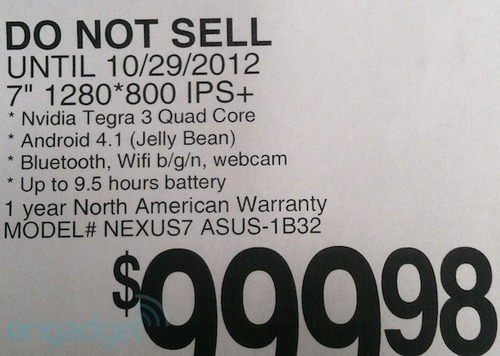 DO NOT SELL
UNTIL 10/29/2012
7" 1280*800 IPS+
* Nvidia Tegra 3 Quad Core
* Android 4.1 (Jelly Bean)
* Bluetooth, Wifi b/g/n, webcam
* Up to 9.5 hours battery
1 year North American Warranty
MODEL# NEXUS7 ASUS-1B32
$99998
engadget